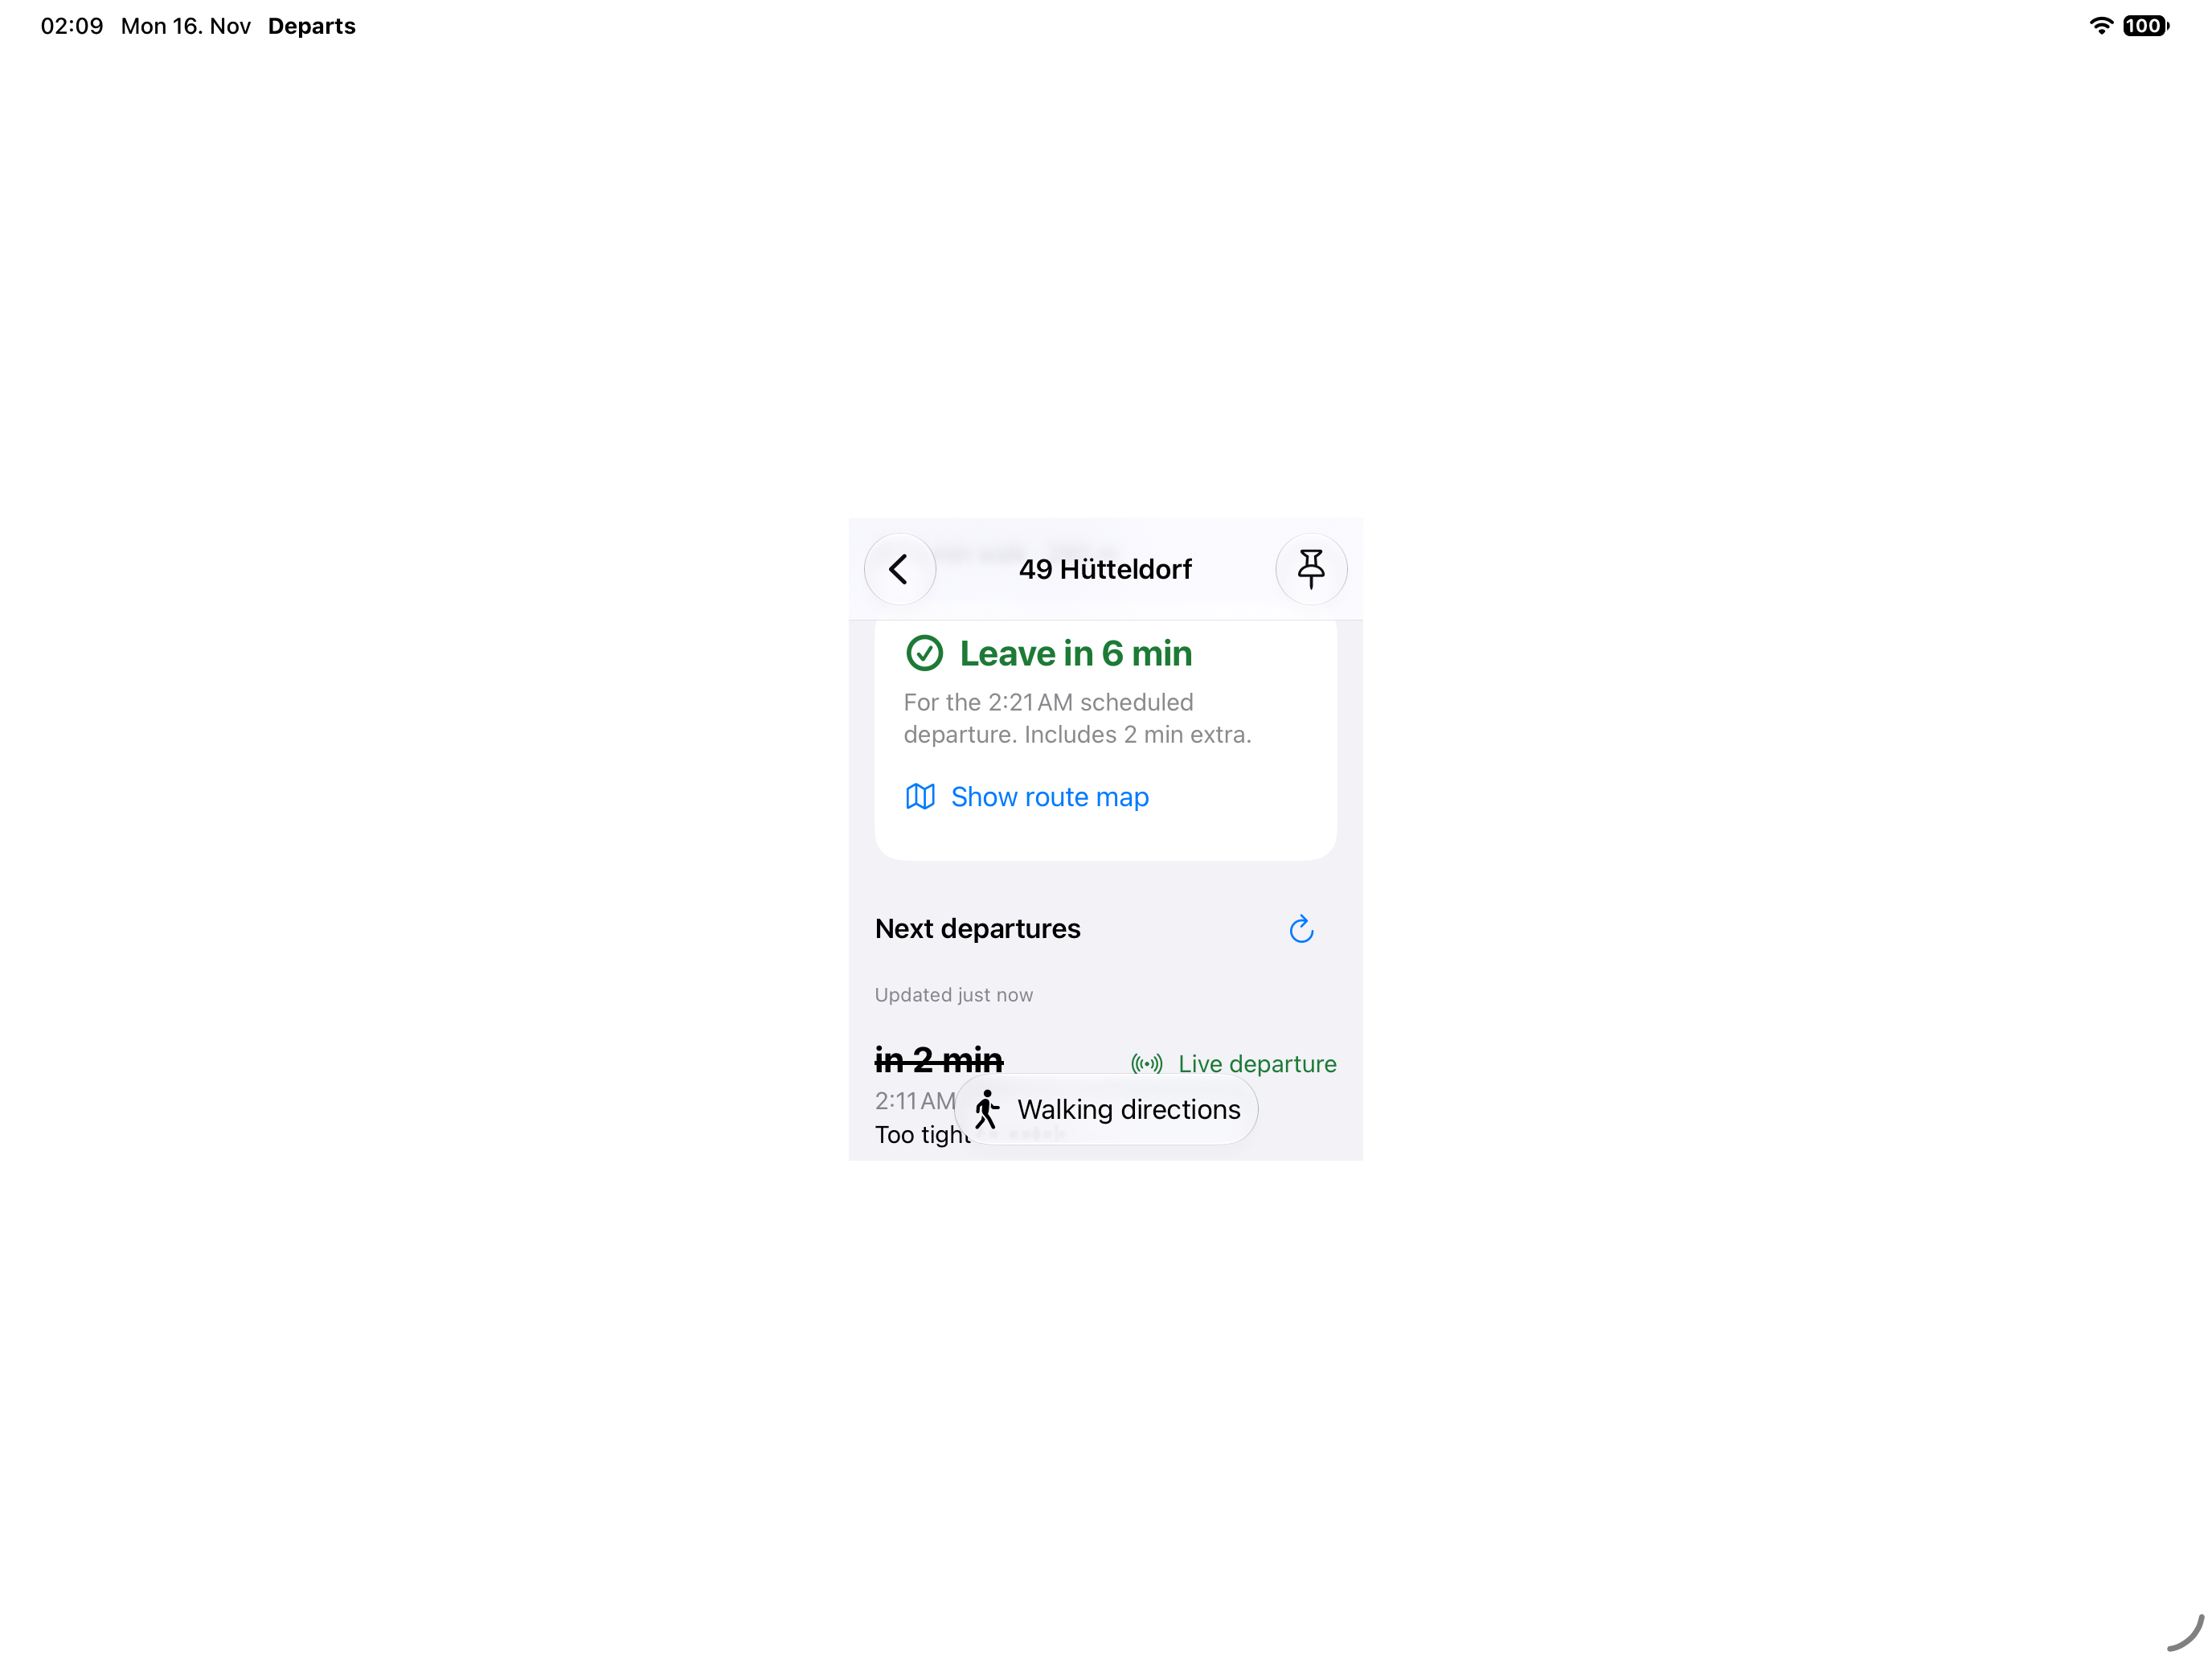 02:09 Mon 16. Nov Departs
100
49 Hütteldorf
Leave in 6 min
For the 2:21 AM scheduled
departure. Includes 2 min extra.
Show route map
Next departures
Updated just now
in 2 min
Live departure
2:11 AM
Walking directions
Too tight